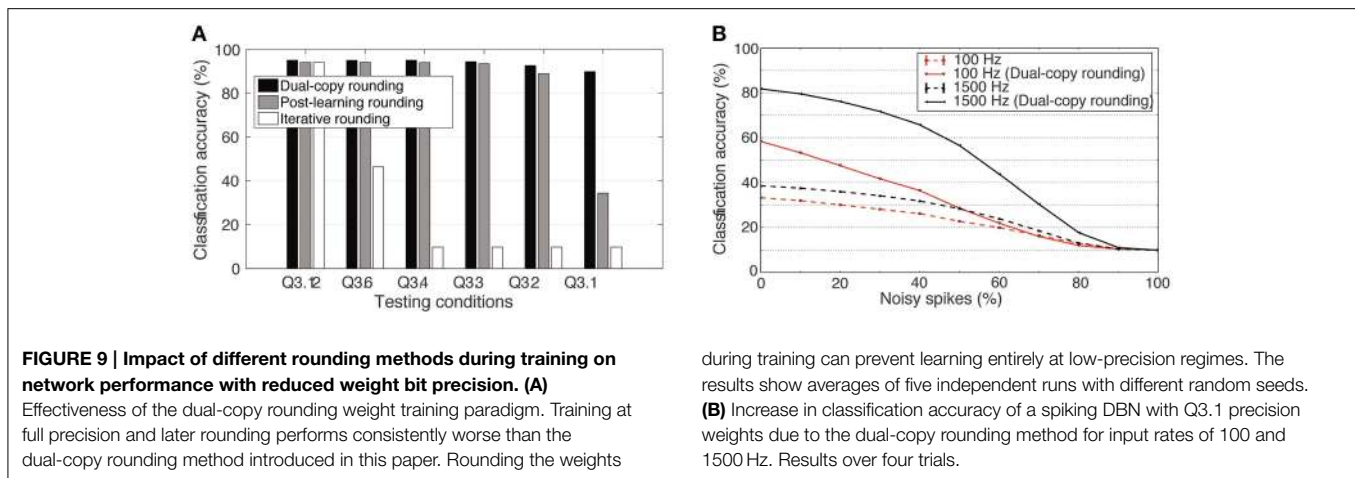 A
100
80
60
40
20
0
Classification accuracy (%)
Dual-copy rounding
Post-learning rounding
Iterative rounding
Q3.12 Q3.6 Q3.4 Q3.3 Q3.2 Q3.1
Testing conditions
B
100
80
60
40
20
0
Classification accuracy (%)
100 Hz
100 Hz (Dual-copy rounding)
1500 Hz
1500 Hz (Dual-copy rounding)
0 20 40 60 80 100
Noisy spikes (%)
FIGURE 9 | Impact of different rounding methods during training on
network performance with reduced weight bit precision. (A)
Effectiveness of the dual-copy rounding weight training paradigm. Training at
full precision and later rounding performs consistently worse than the
dual-copy rounding method introduced in this paper. Rounding the weights
during training can prevent learning entirely at low-precision regimes. The
results show averages of five independent runs with different random seeds.
(B) Increase in classification accuracy of a spiking DBN with Q3.1 precision
weights due to the dual-copy rounding method for input rates of 100 and
1500 Hz. Results over four trials.